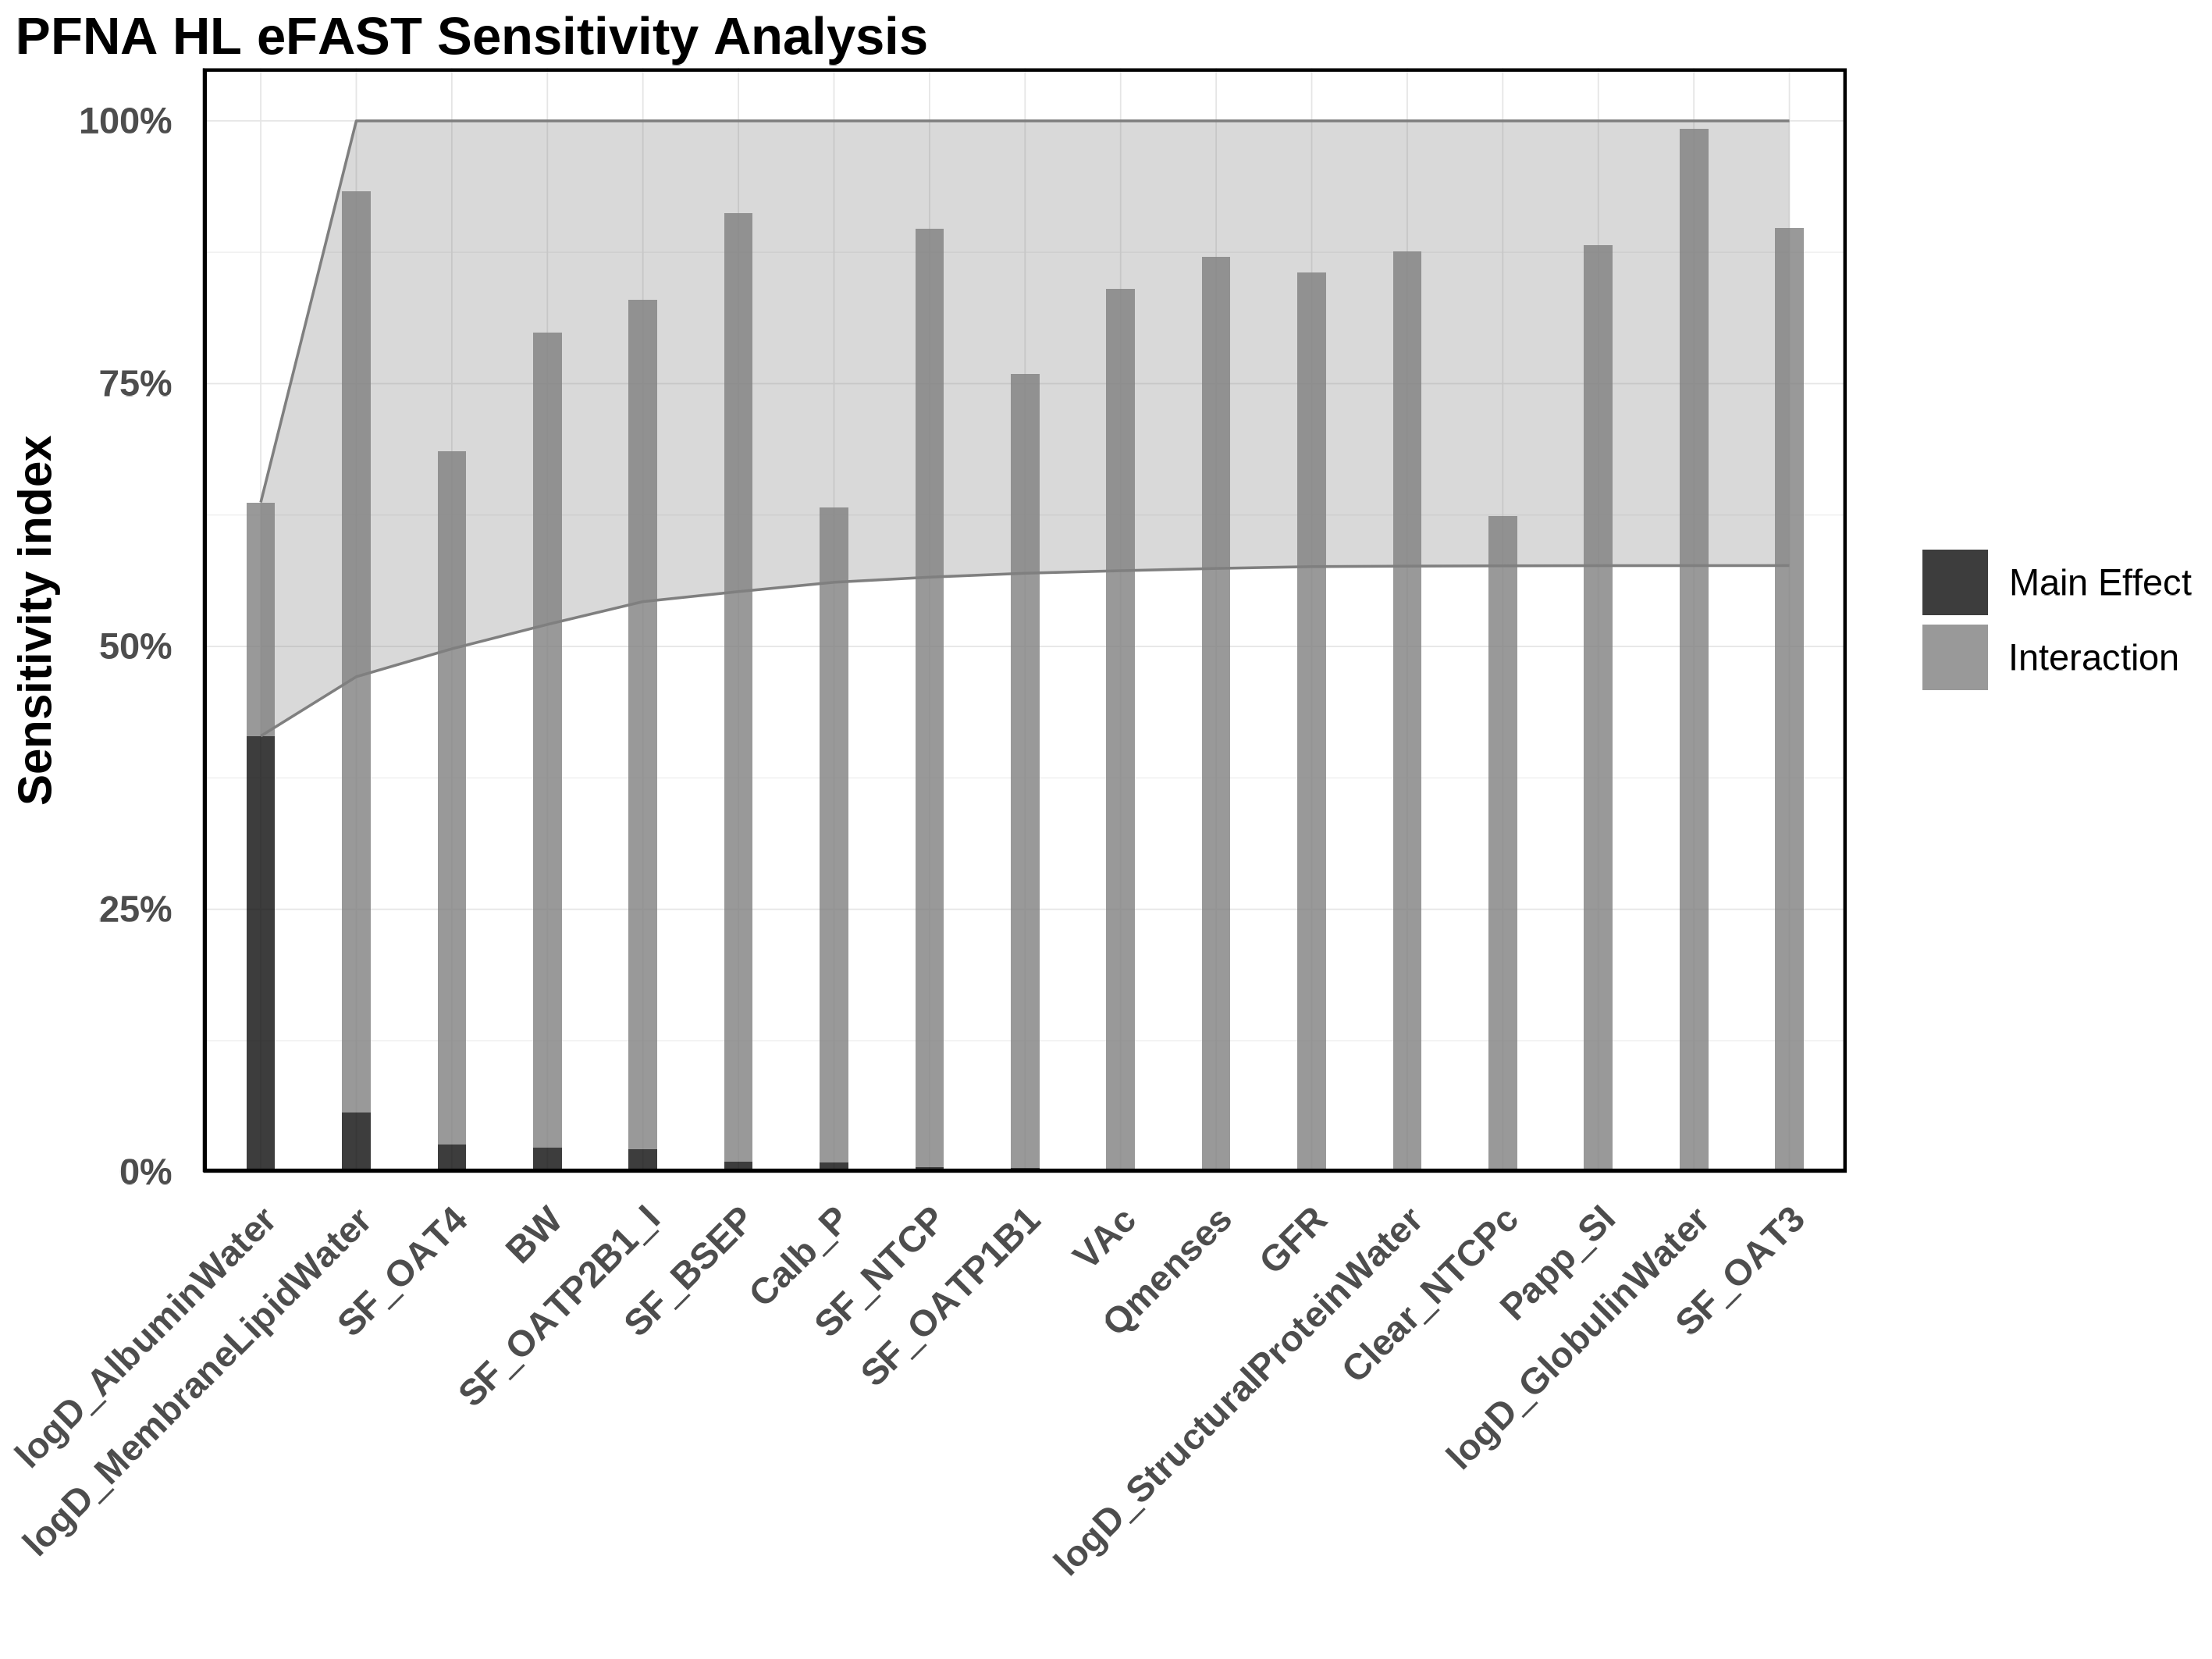 PFNA HL eFAST Sensitivity Analysis
Sensitivity index
100%
75%
50%
25%
0%
Main Effect
Interaction
logD_AlbuminWater
logD_MembraneLipidWater
SF_OAT4
BW
SF_OATP2B1_I
SF_BSEP
Calb_P
SF_NTCP
SF_OATP1B1
VAc
Qmenses
GFR
logD_StructuralProteinWater
Clear_NTCPc
Papp_SI
logD_GlobulinWater
SF_OAT3